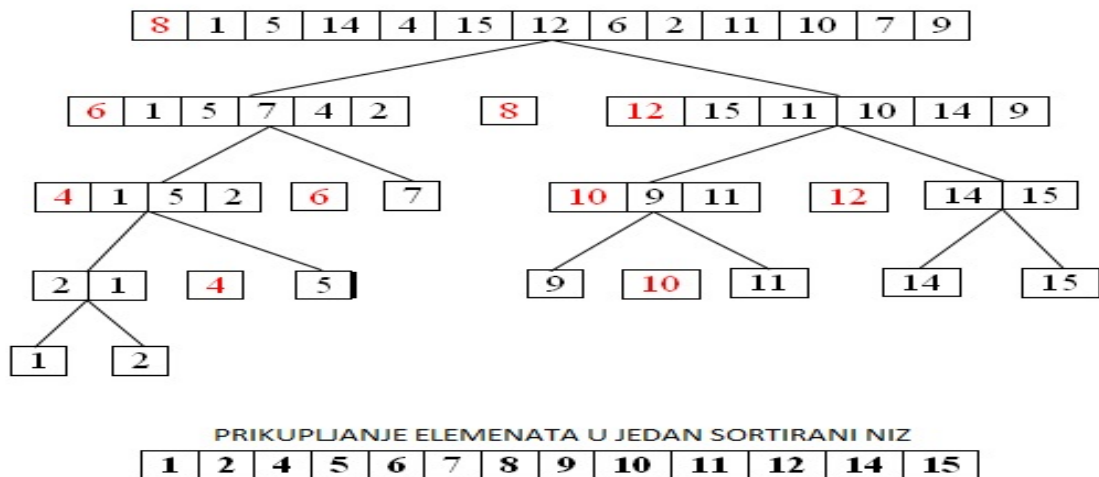 8 1 5 14 4 15 12 6 2 11 10 7 9
6 1 5 7 4 2 8 12 15 11 10 14 9
4 1 5 2 6 7 10 9 11 12 14 15
2 1 4 5 9 10 11 14 15
1 2
PRIKUPLJANJE ELEMENATA U JEDAN SORTIRANI NIZ
1 2 4 5 6 7 8 9 10 11 12 14 15